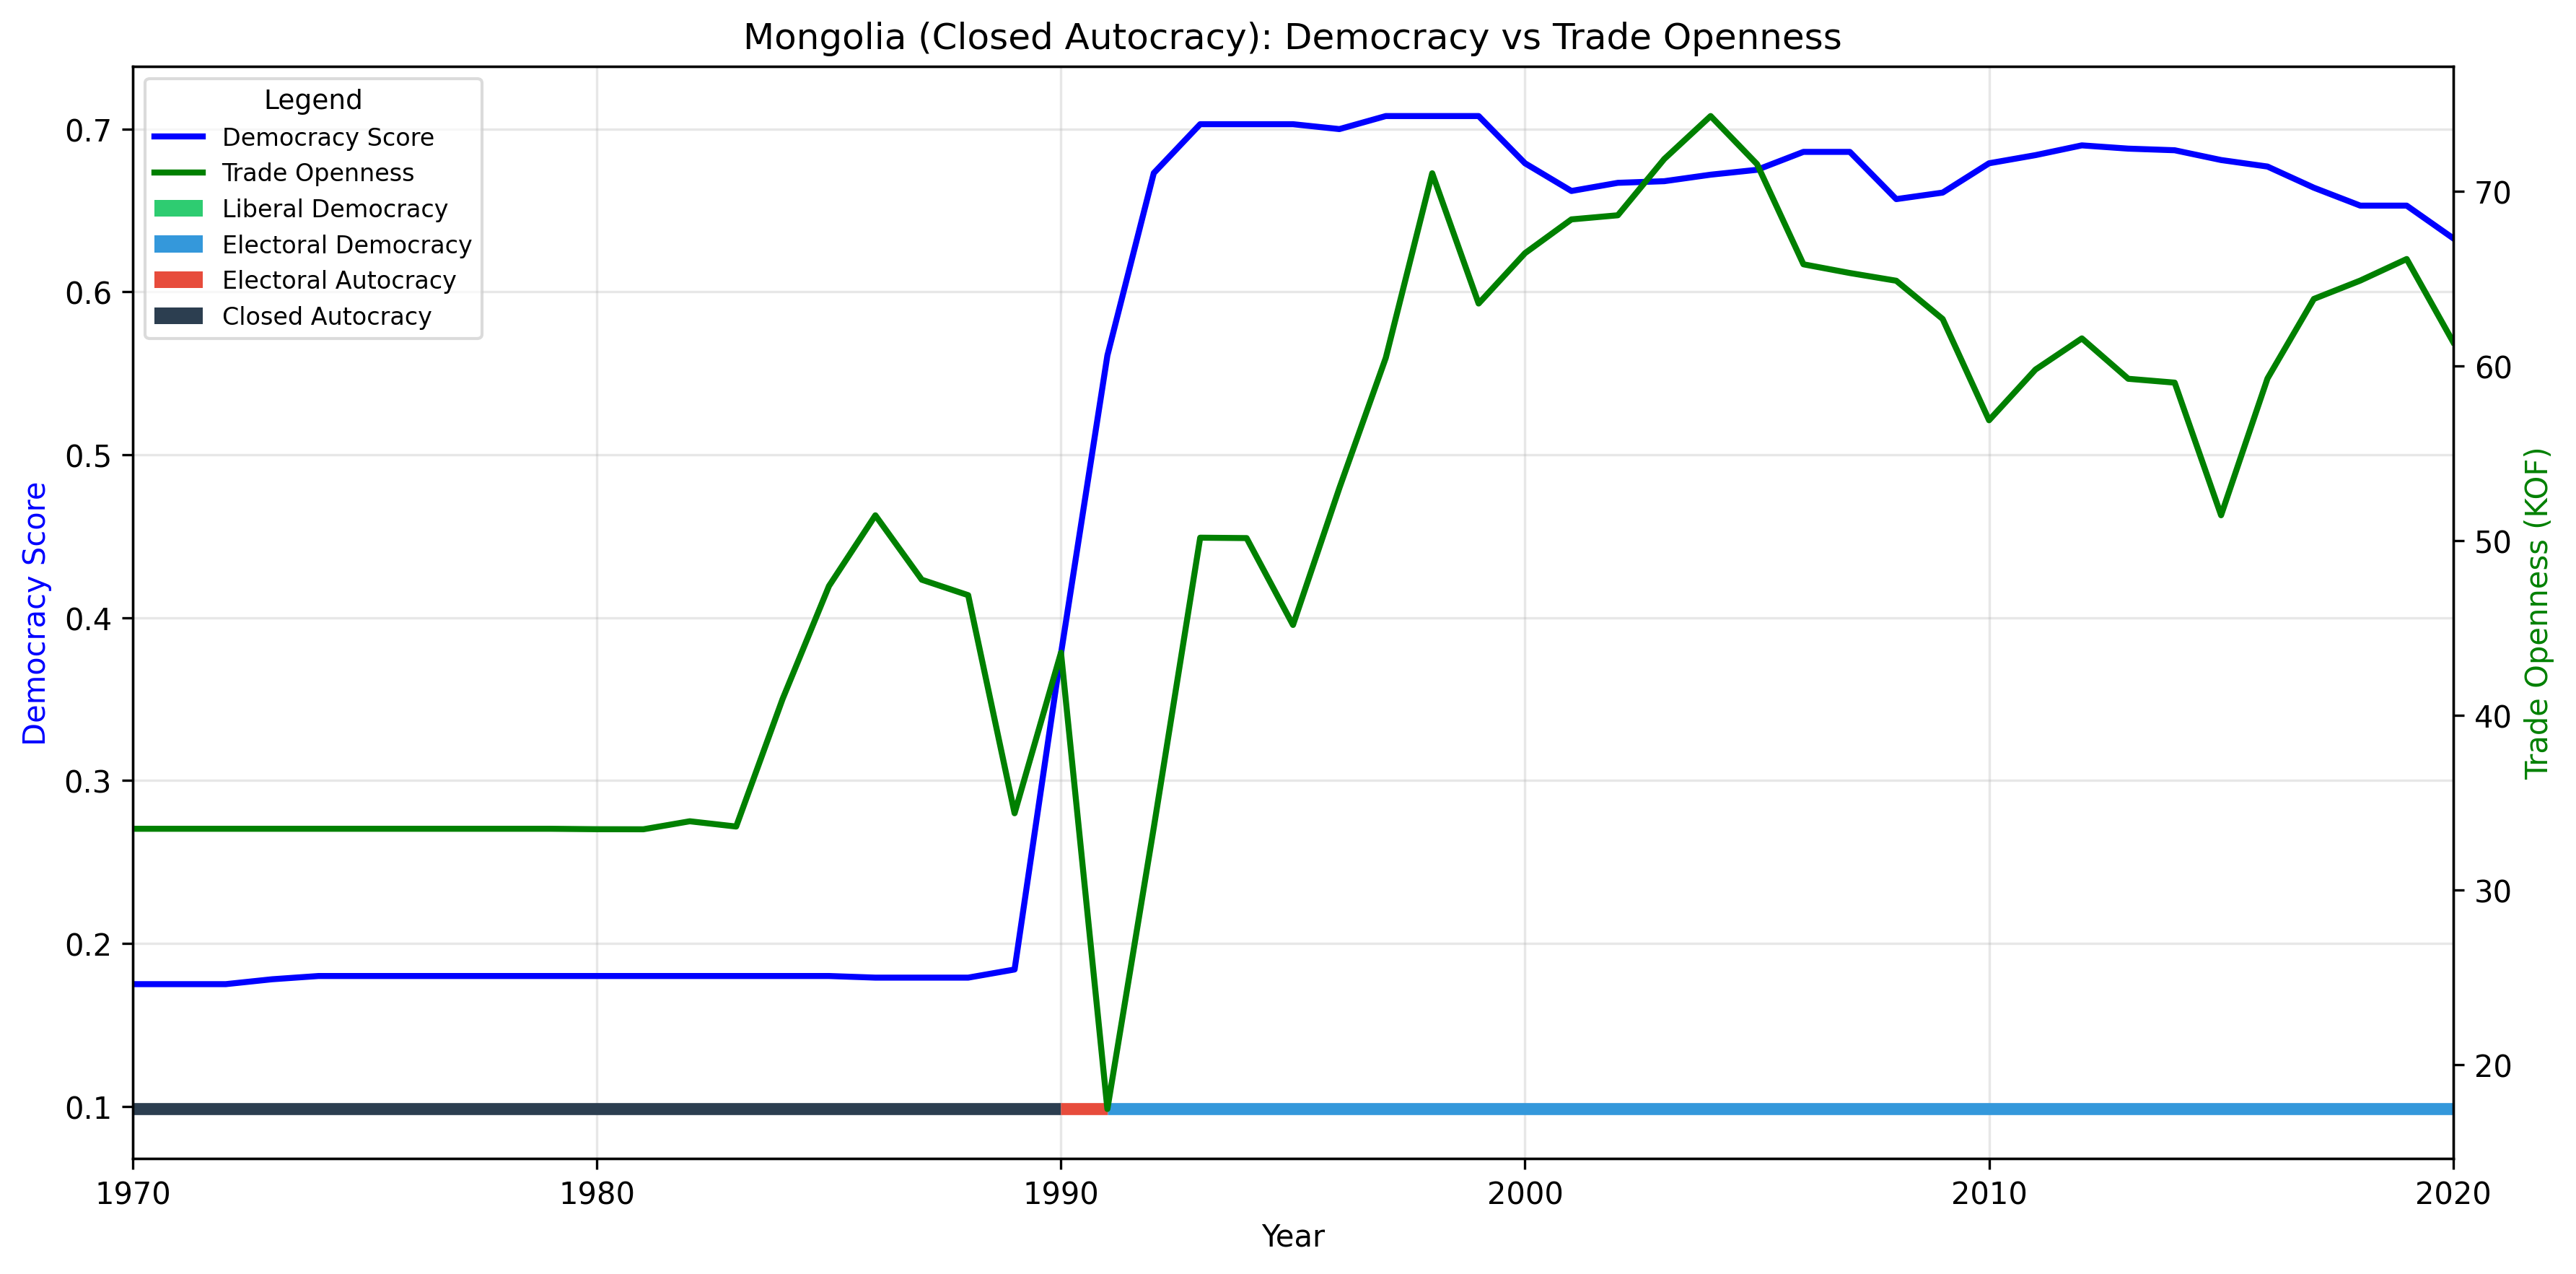 Mongolia (Closed Autocracy): Democracy vs Trade Openness
Legend
Democracy Score
Trade Openness
Liberal Democracy
Electoral Democracy
Electoral Autocracy
Closed Autocracy
Democracy Score
0.7
0.6
0.5
0.4
0.3
0.2
0.1
70
60
50
40
30
20
Trade Openness (KOF)
1970 1980 1990 2000 2010 2020
Year